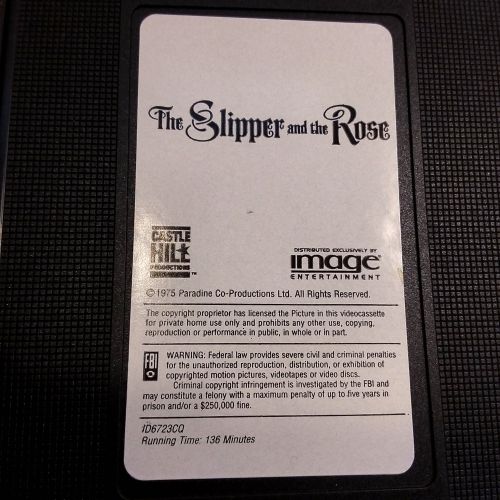 The Slipper and the Rose
CASTLE
HILL
PRODUCTIONS
TM
DISTRIBUTED EXCLUSIVELY BY
image
ENTERTAINMENT
©1975 Paradine Co-Productions Ltd. All Rights Reserved.
The copyright proprietor has licensed the Picture in this videocassette
for private home use only and prohibits any other use, copying,
reproduction or performance in public, in whole or in part.
FBI
WARNING: Federal law provides severe civil and criminal penalties
for the unauthorized reproduction, distribution, or exhibition of
copyrighted motion pictures, videotapes or video discs.
Criminal copyright infringement is investigated by the FBI and
may constitute a felony with a maximum penalty of up to five years in
prison and/or a $250,000 fine.
ID6723CQ
Running Time: 136 Minutes